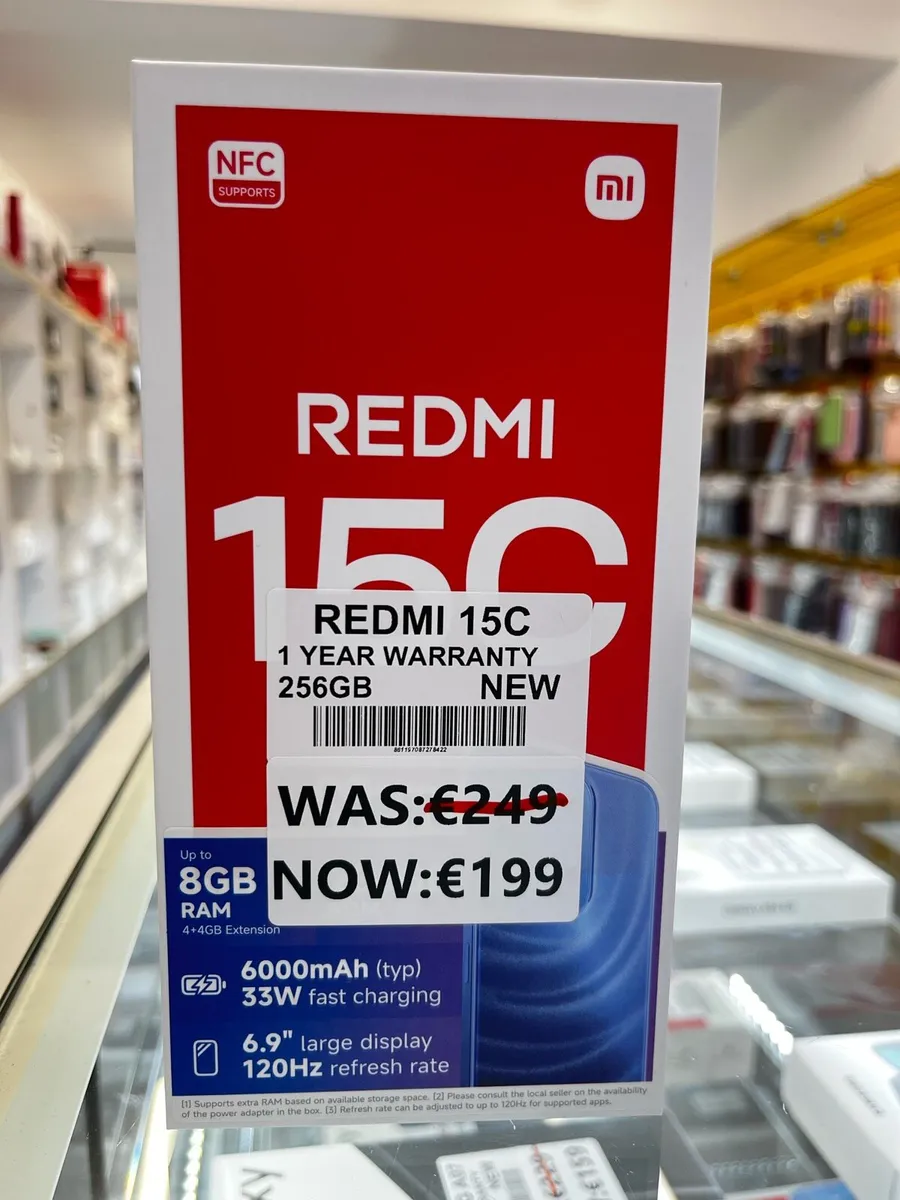 NFC
SUPPORTS
mi
REDMI
15C
REDMI 15C
1 YEAR WARRANTY
256GB NEW
861197087278422
WAS:€249
NOW:€199
Up to
8GB
RAM
4+4GB Extension
6000mAh (typ)
33W fast charging
6.9" large display
120Hz refresh rate
[1] Supports extra RAM based on available storage space. [2] Please consult the local seller on the availability
of the power adapter in the box. [3] Refresh rate can be adjusted to up to 120Hz for supported apps.